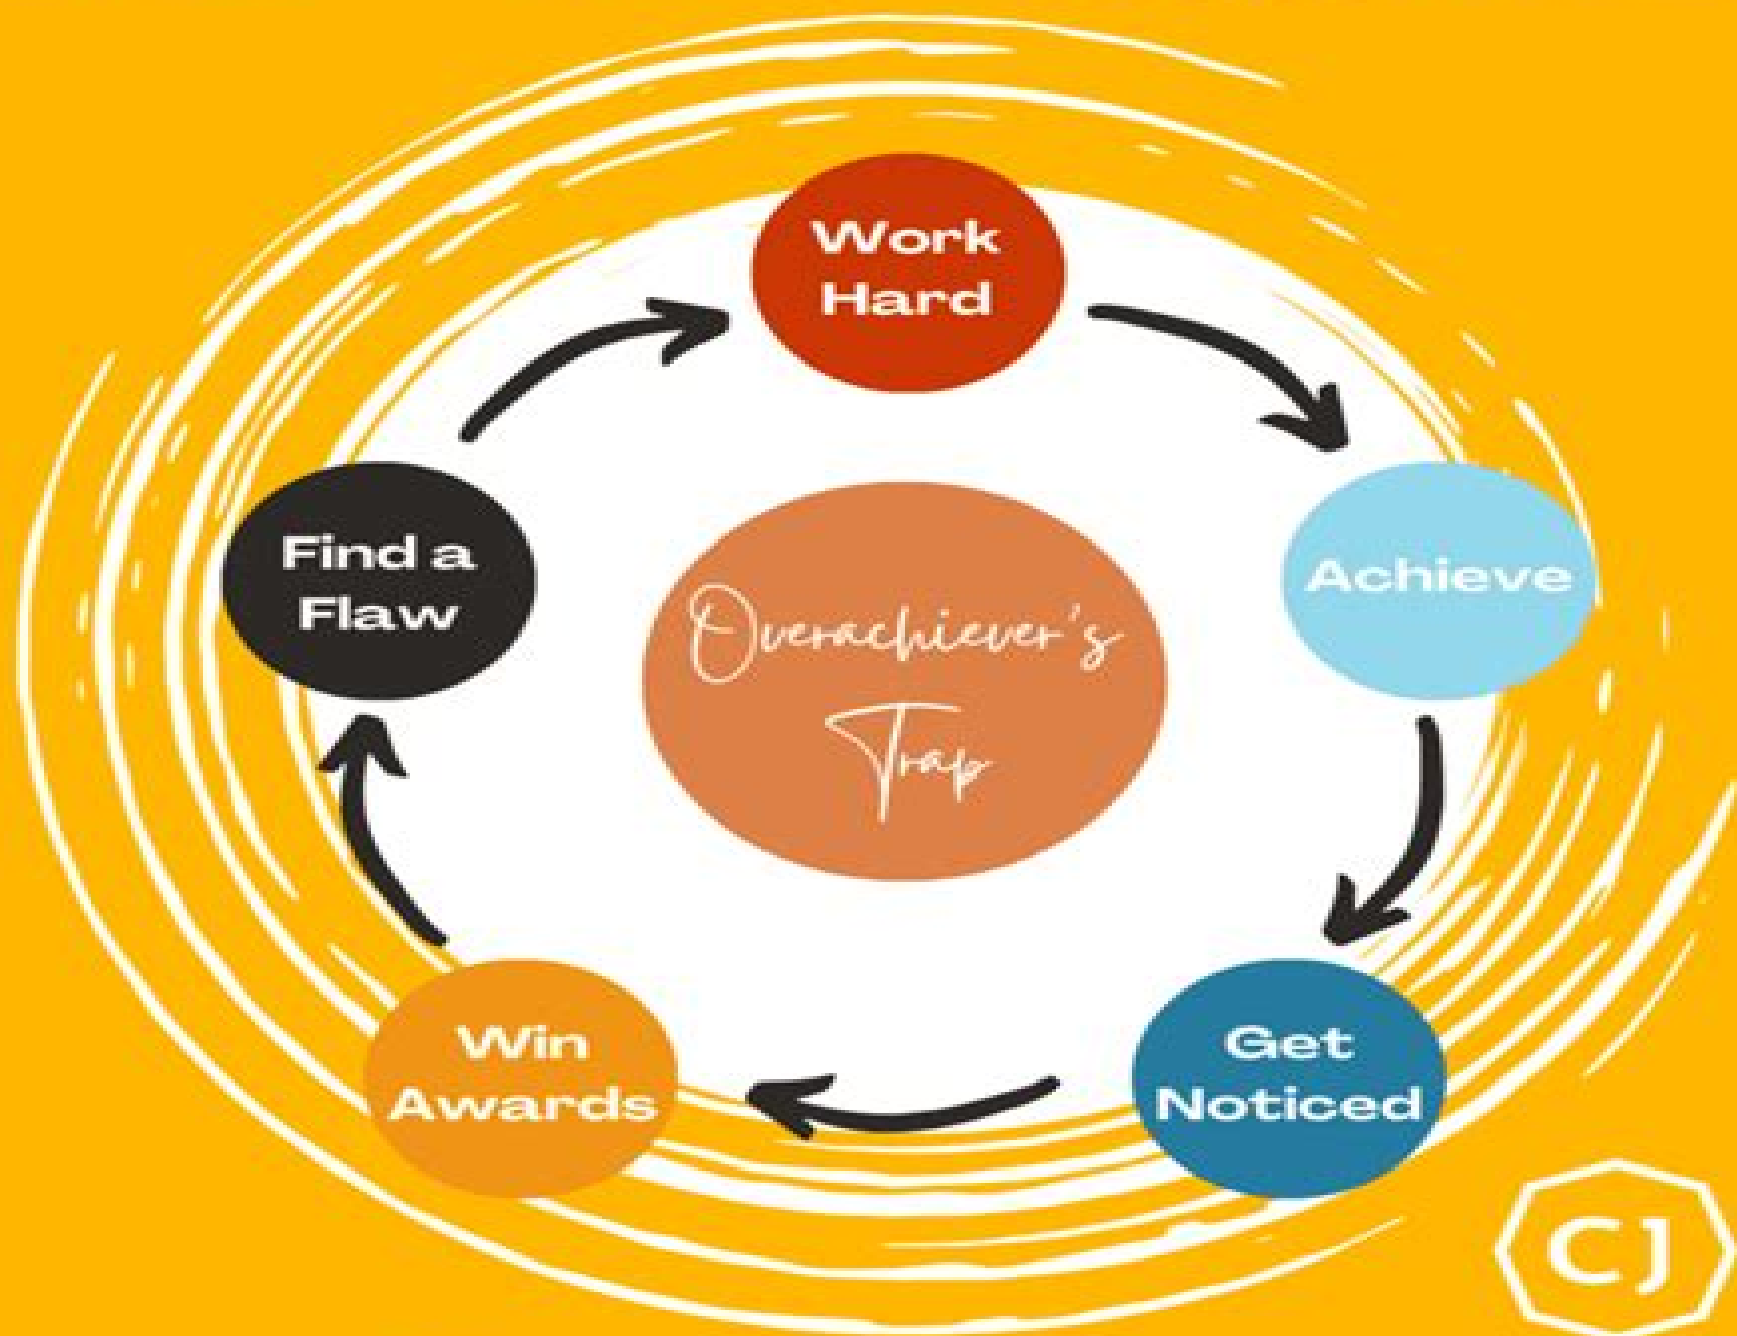 Work
Hard
Achieve
Get
Noticed
Win
Awards
Find a
Flaw
Overachiever's
Trap
CJ